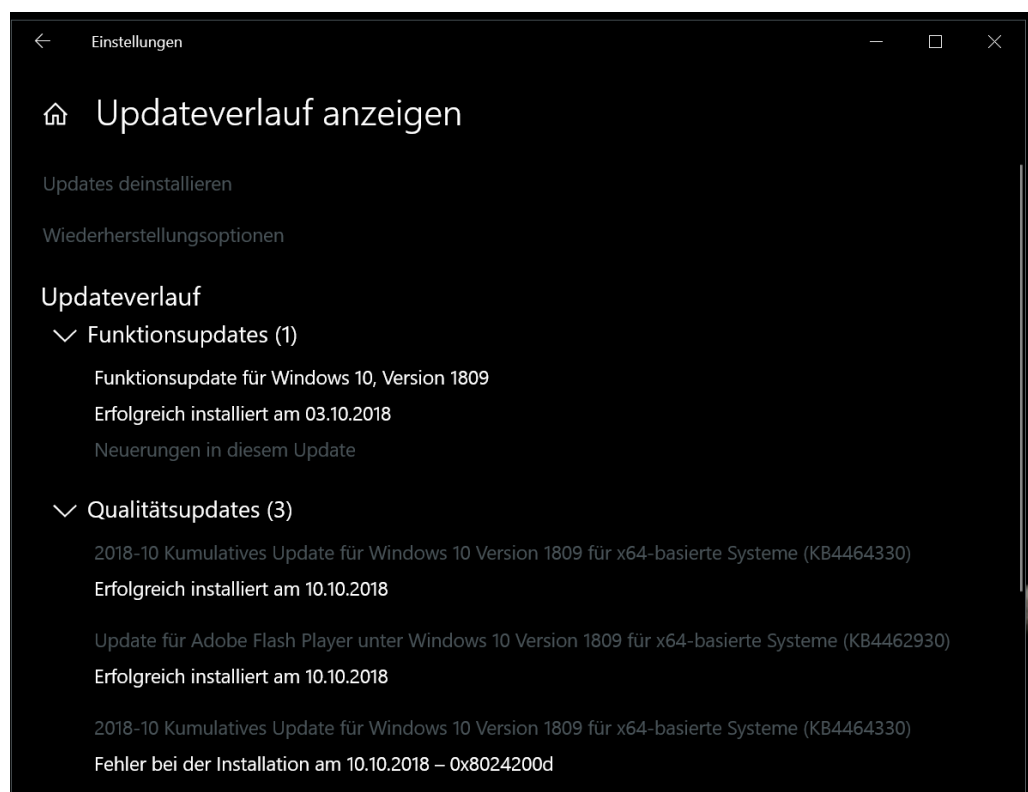 Einstellungen
Updateverlauf anzeigen
Updates deinstallieren
Wiederherstellungsoptionen
Updateverlauf
Funktionsupdates (1)
Funktionsupdate für Windows 10, Version 1809
Erfolgreich installiert am 03.10.2018
Neuerungen in diesem Update
Qualitätsupdates (3)
2018-10 Kumulatives Update für Windows 10 Version 1809 für x64-basierte Systeme (KB4464330)
Erfolgreich installiert am 10.10.2018
Update für Adobe Flash Player unter Windows 10 Version 1809 für x64-basierte Systeme (KB4462930)
Erfolgreich installiert am 10.10.2018
2018-10 Kumulatives Update für Windows 10 Version 1809 für x64-basierte Systeme (KB4464330)
Fehler bei der Installation am 10.10.2018 – 0x8024200d